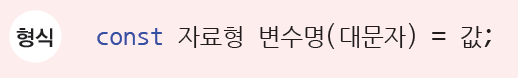 형식 const 자료형 변수명(대문자) = 값;